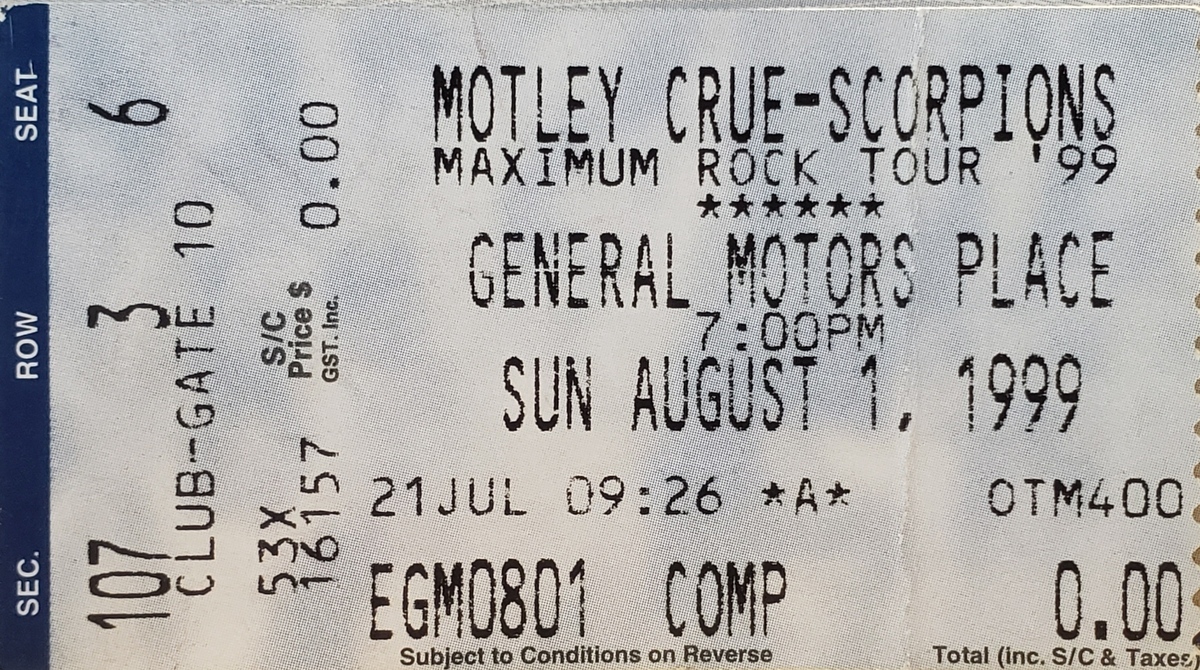 SEC. ROW SEAT
107 3 6
CLUB-GATE 10
S/C
53X Price $ 0.00
16157 GST. Inc.
MOTLEY CRUE-SCORPIONS
MAXIMUM ROCK TOUR '99
******
GENERAL MOTORS PLACE
7:00PM
SUN AUGUST 1, 1999
21JUL 09:26 *A* OTM400
EGM0801 COMP 0.00
Subject to Conditions on Reverse Total (inc. S/C & Taxes)